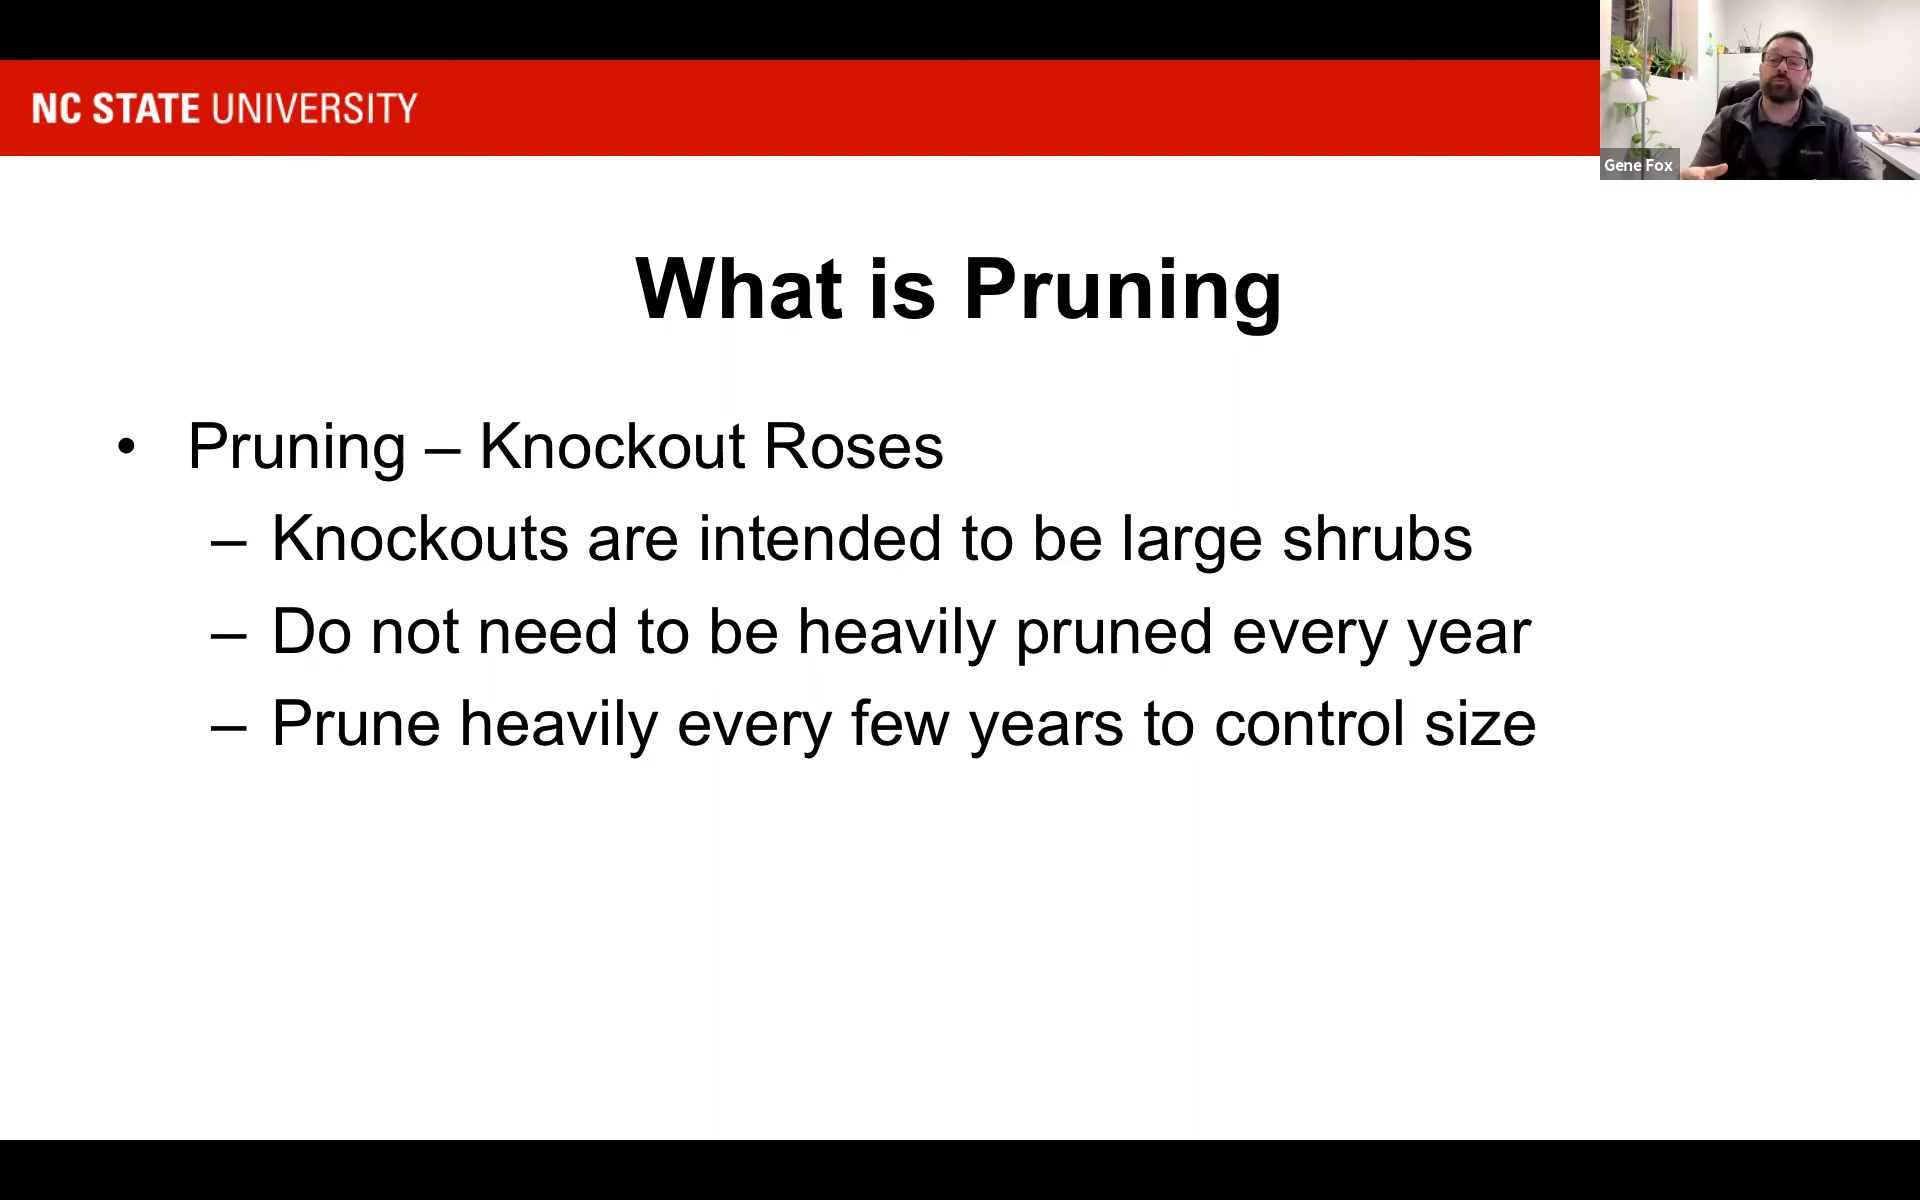 NC STATE UNIVERSITY
Gene Fox
What is Pruning
• Pruning – Knockout Roses
– Knockouts are intended to be large shrubs
– Do not need to be heavily pruned every year
– Prune heavily every few years to control size